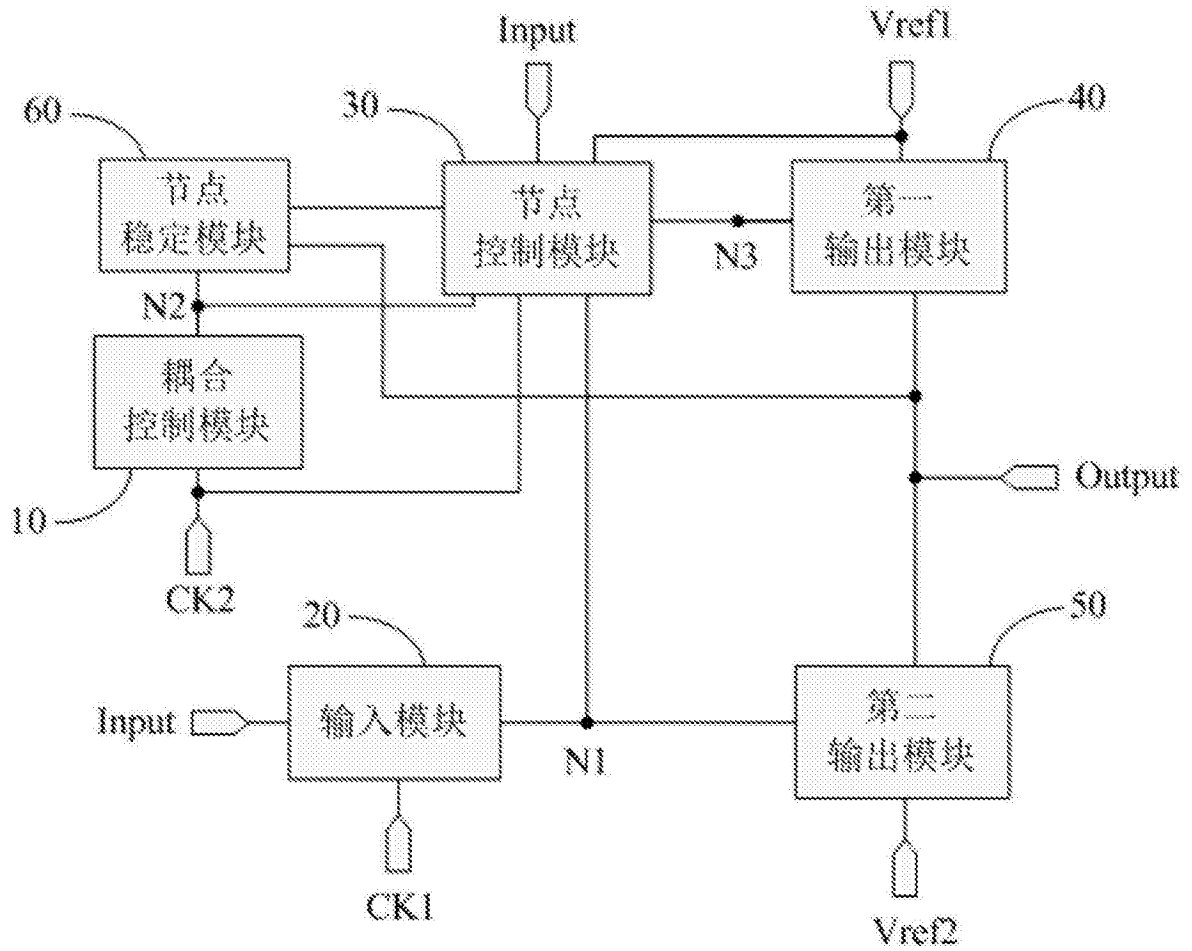 Input
Vref1
60
30
40
节点
稳定模块
节点
控制模块
第一
输出模块
N3
N2
耦合
控制模块
Output
10
CK2
20
50
Input
输入模块
N1
第二
输出模块
CK1
Vref2